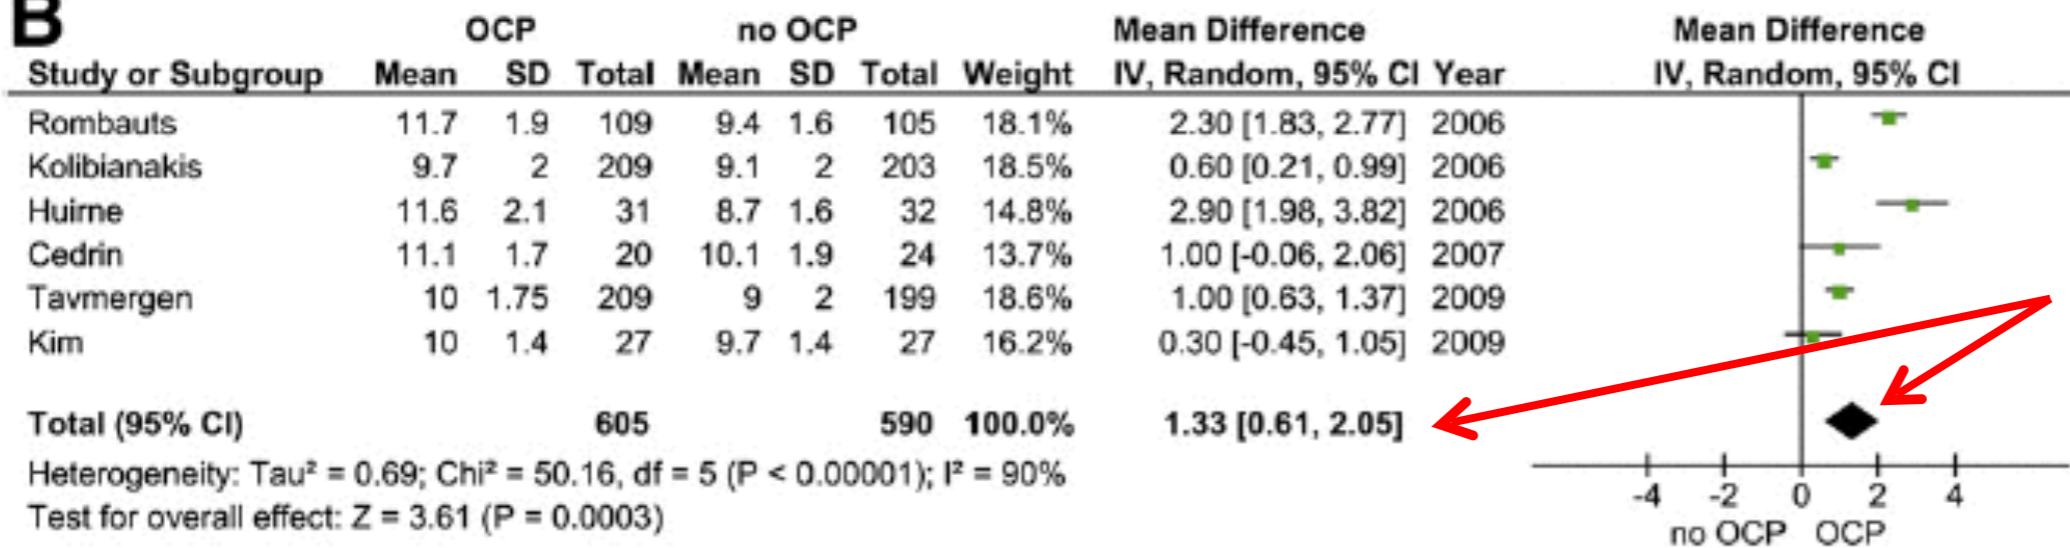 B
OCP no OCP Mean Difference Mean Difference
Study or Subgroup Mean SD Total Mean SD Total Weight IV, Random, 95% CI Year IV, Random, 95% CI
Rombauts 11.7 1.9 109 9.4 1.6 105 18.1% 2.30 [1.83, 2.77] 2006
Kolibianakis 9.7 2 209 9.1 2 203 18.5% 0.60 [0.21, 0.99] 2006
Huirne 11.6 2.1 31 8.7 1.6 32 14.8% 2.90 [1.98, 3.82] 2006
Cedrin 11.1 1.7 20 10.1 1.9 24 13.7% 1.00 [-0.06, 2.06] 2007
Tavmergen 10 1.75 209 9 2 199 18.6% 1.00 [0.63, 1.37] 2009
Kim 10 1.4 27 9.7 1.4 27 16.2% 0.30 [-0.45, 1.05] 2009
Total (95% CI) 605 590 100.0% 1.33 [0.61, 2.05]
Heterogeneity: Tau² = 0.69; Chi² = 50.16, df = 5 (P < 0.00001); I² = 90%
Test for overall effect: Z = 3.61 (P = 0.0003)
-4 -2 0 2 4
no OCP OCP